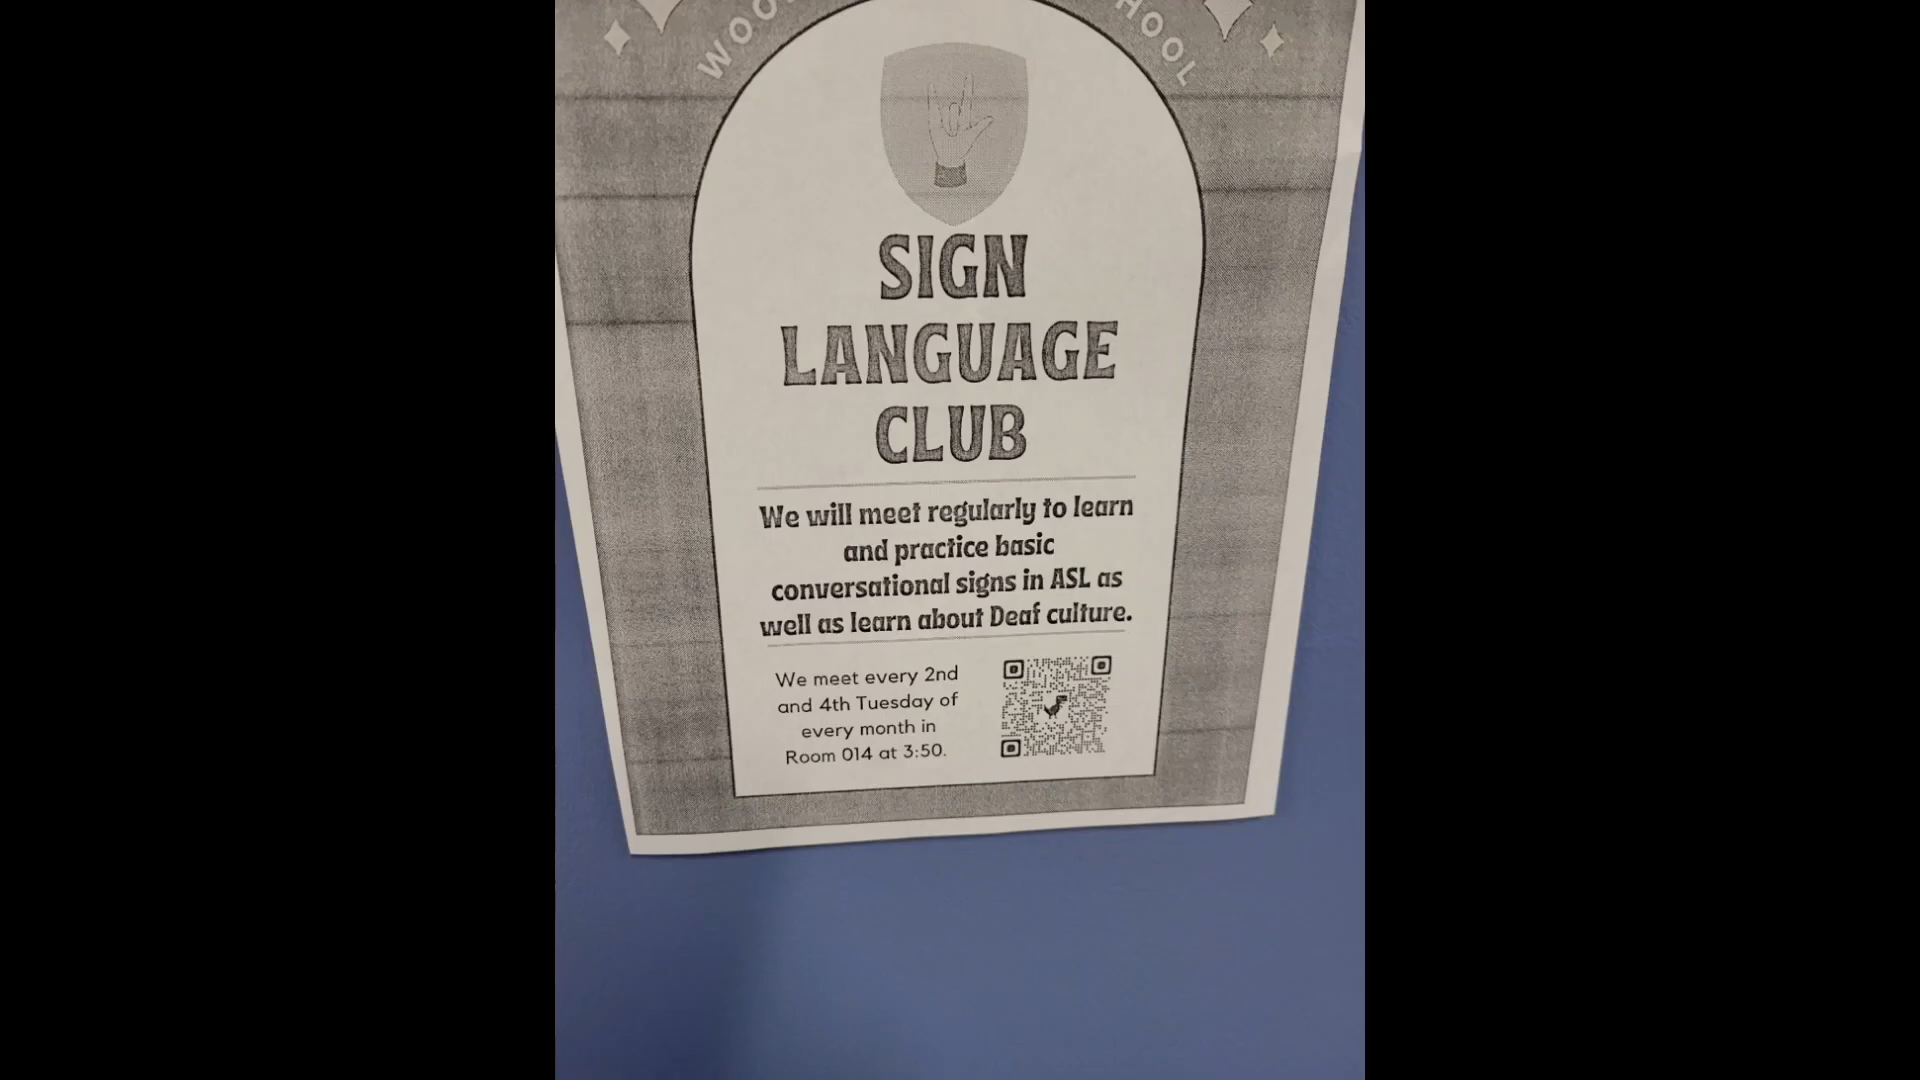 SIGN
LANGUAGE
CLUB
We will meet regularly to learn
and practice basic
conversational signs in ASL as
well as learn about Deaf culture.
We meet every 2nd
and 4th Tuesday of
every month in
Room 014 at 3:50.